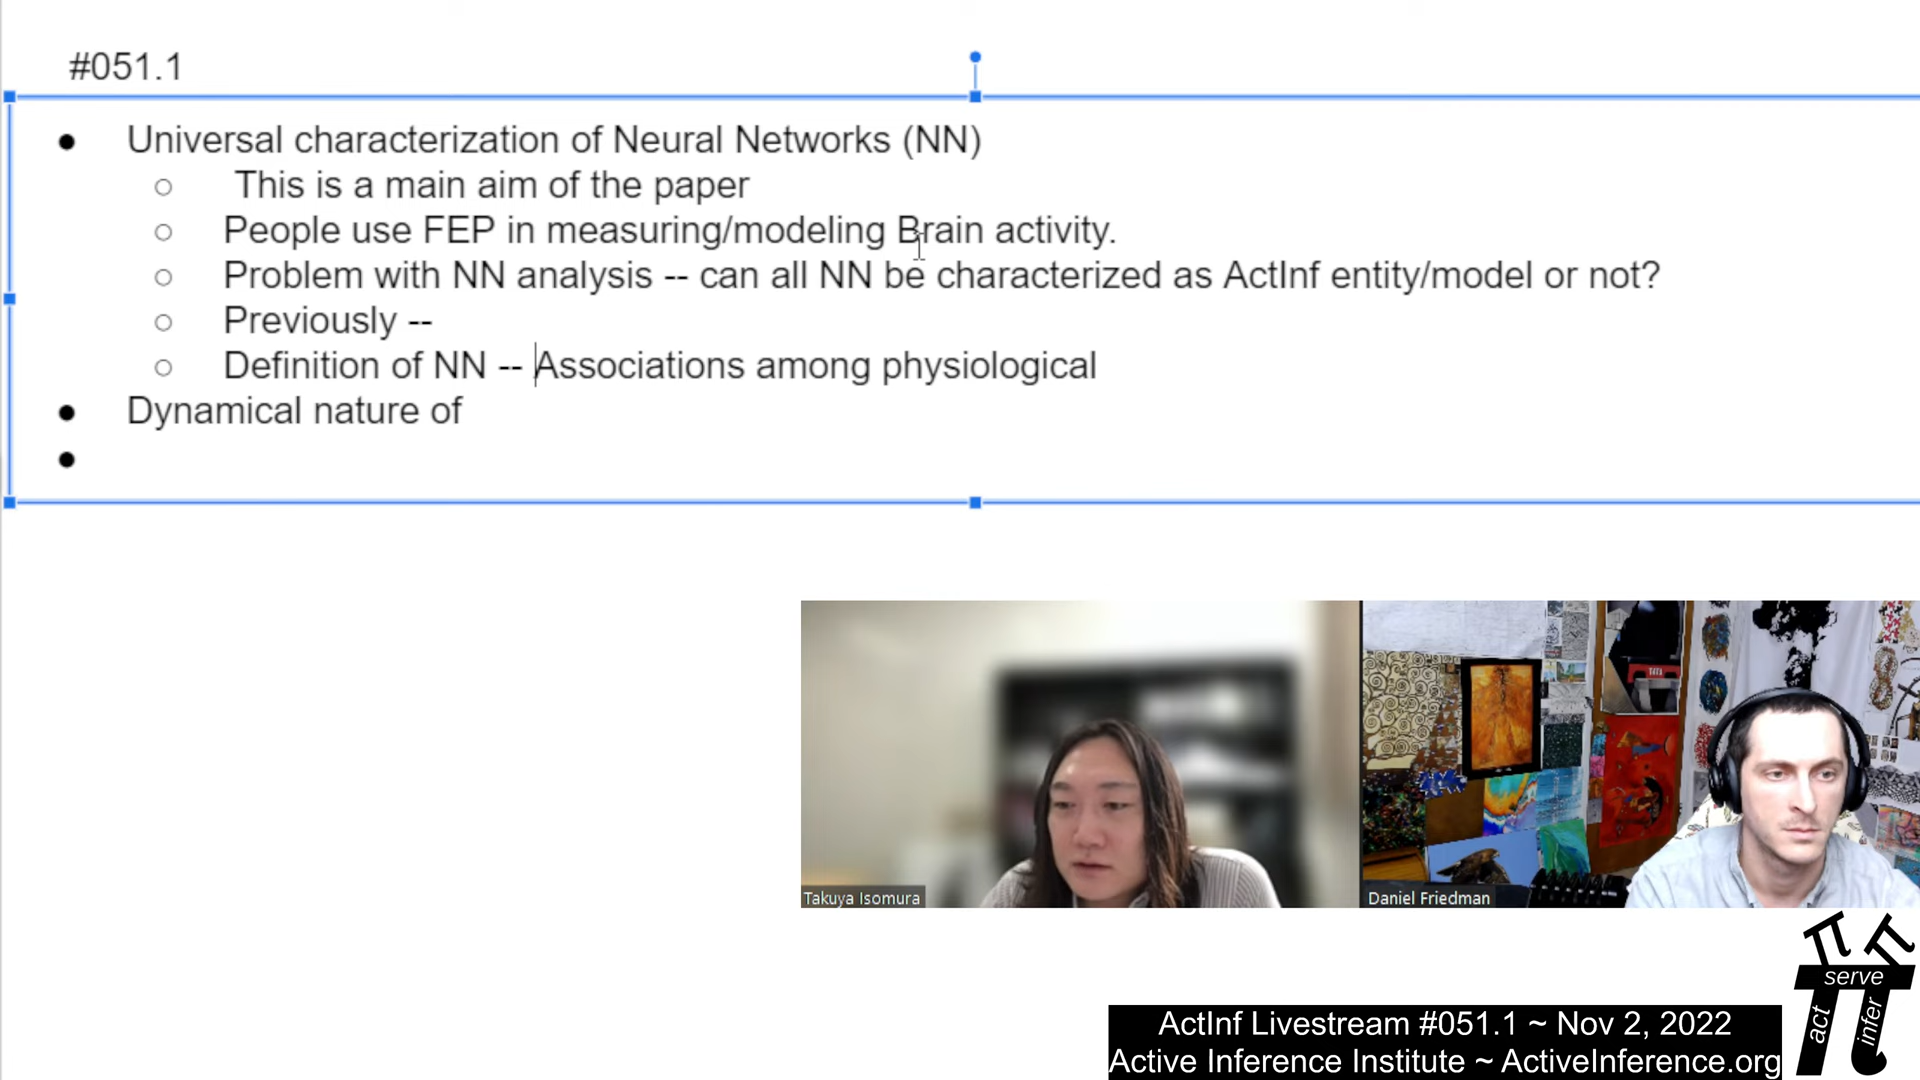 #051.1
● Universal characterization of Neural Networks (NN)
○ This is a main aim of the paper
○ People use FEP in measuring/modeling Brain activity.
○ Problem with NN analysis -- can all NN be characterized as ActInf entity/model or not?
○ Previously --
○ Definition of NN -- Associations among physiological
● Dynamical nature of
●
Takuya Isomura
Daniel Friedman
serve
act
infer
ActInf Livestream #051.1 ~ Nov 2, 2022
Active Inference Institute ~ ActiveInference.org